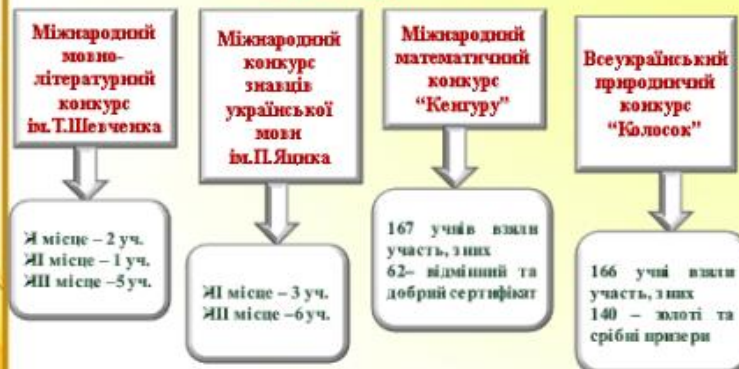 Міжнародний
мовно-
літературний
конкурс
ім.Т.Шевченка
І місце – 2 уч.
ІІ місце – 1 уч.
ІІІ місце –5 уч.
Міжнародний
конкурс
знавців
української
мови
ім.П.Яцика
ІІ місце – 3 уч.
ІІІ місце –6 уч.
Міжнародний
математичний
конкурс
“Кенгуру”
167 учнів взяли
участь, з них
62– відмінний та
добрий сертифікат
Всеукраїнський
природничий
конкурс
“Колосок”
166 учні взяли
участь, з них
140 – золоті та
срібні призери